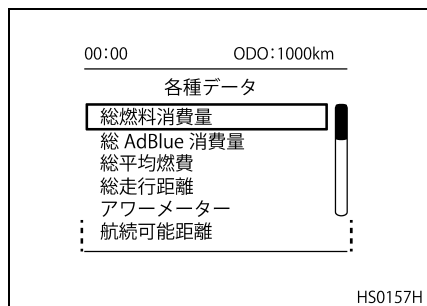 00:00 ODO:1000km
各種データ
総燃料消費量
総 AdBlue 消費量
総平均燃費
総走行距離
アワーメーター
航続可能距離
HS0157H